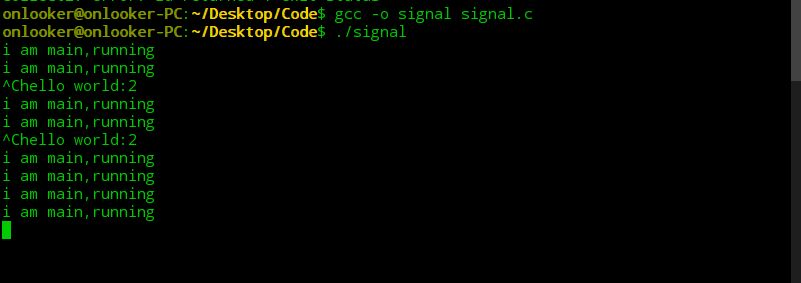 onlooker@onlooker-PC:~/Desktop/Code$ gcc -o signal signal.c
onlooker@onlooker-PC:~/Desktop/Code$ ./signal
i am main,running
i am main,running
^Chello world:2
i am main,running
i am main,running
^Chello world:2
i am main,running
i am main,running
i am main,running
i am main,running